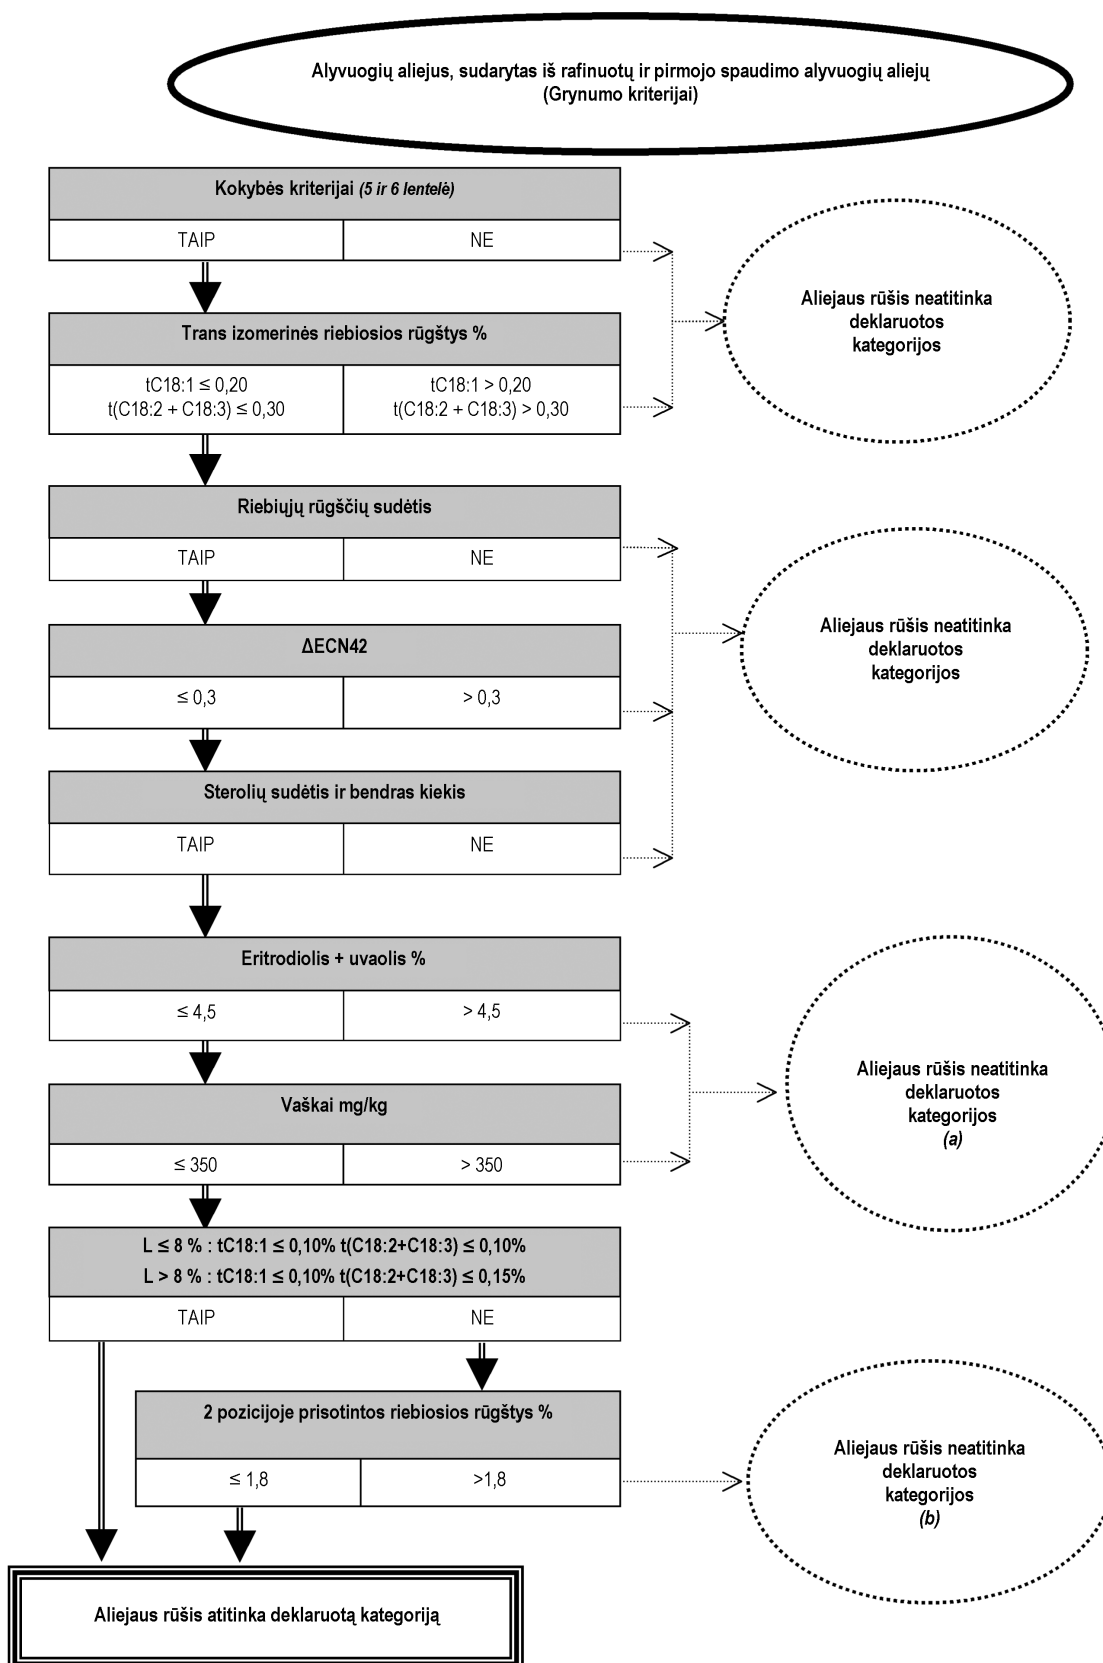 Alyvuogių aliejus, sudarytas iš rafinuotų ir pirmojo spaudimo alyvuogių aliejų
(Grynumo kriterijai)
Kokybės kriterijai (5 ir 6 lentelė)
TAIP NE
Aliejaus rūšis neatitinka
deklaruotos
kategorijos
Trans izomerinės riebiosios rūgštys %
tC18:1 ≤ 0,20 tC18:1 > 0,20
t(C18:2 + C18:3) ≤ 0,30 t(C18:2 + C18:3) > 0,30
Riebiųjų rūgščių sudėtis
TAIP NE
Aliejaus rūšis neatitinka
deklaruotos
kategorijos
ΔECN42
≤ 0,3 > 0,3
Sterolių sudėtis ir bendras kiekis
TAIP NE
Eritrodiolis + uvaolis %
≤ 4,5 > 4,5
Aliejaus rūšis neatitinka
deklaruotos
kategorijos
(a)
Vaškai mg/kg
≤ 350 > 350
L ≤ 8 % : tC18:1 ≤ 0,10% t(C18:2+C18:3) ≤ 0,10%
L > 8 % : tC18:1 ≤ 0,10% t(C18:2+C18:3) ≤ 0,15%
TAIP NE
2 pozicijoje prisotintos riebiosios rūgštys %
≤ 1,8 >1,8
Aliejaus rūšis neatitinka
deklaruotos
kategorijos
(b)
Aliejaus rūšis atitinka deklaruotą kategoriją